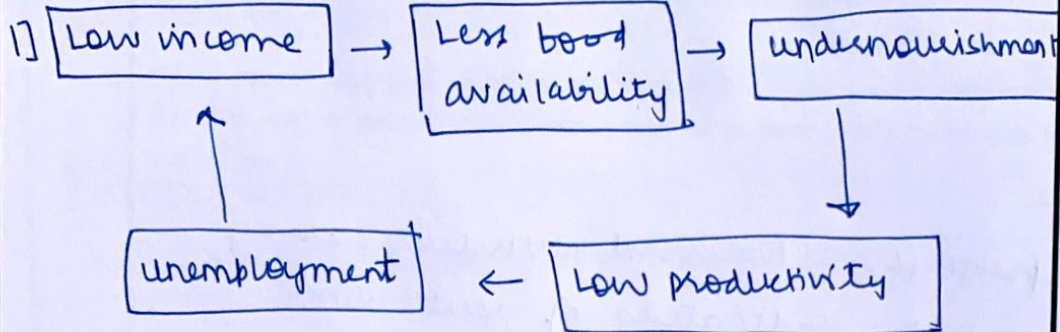 1] Low income → Less food → undernourishment
availability
unemployment ← Low productivity